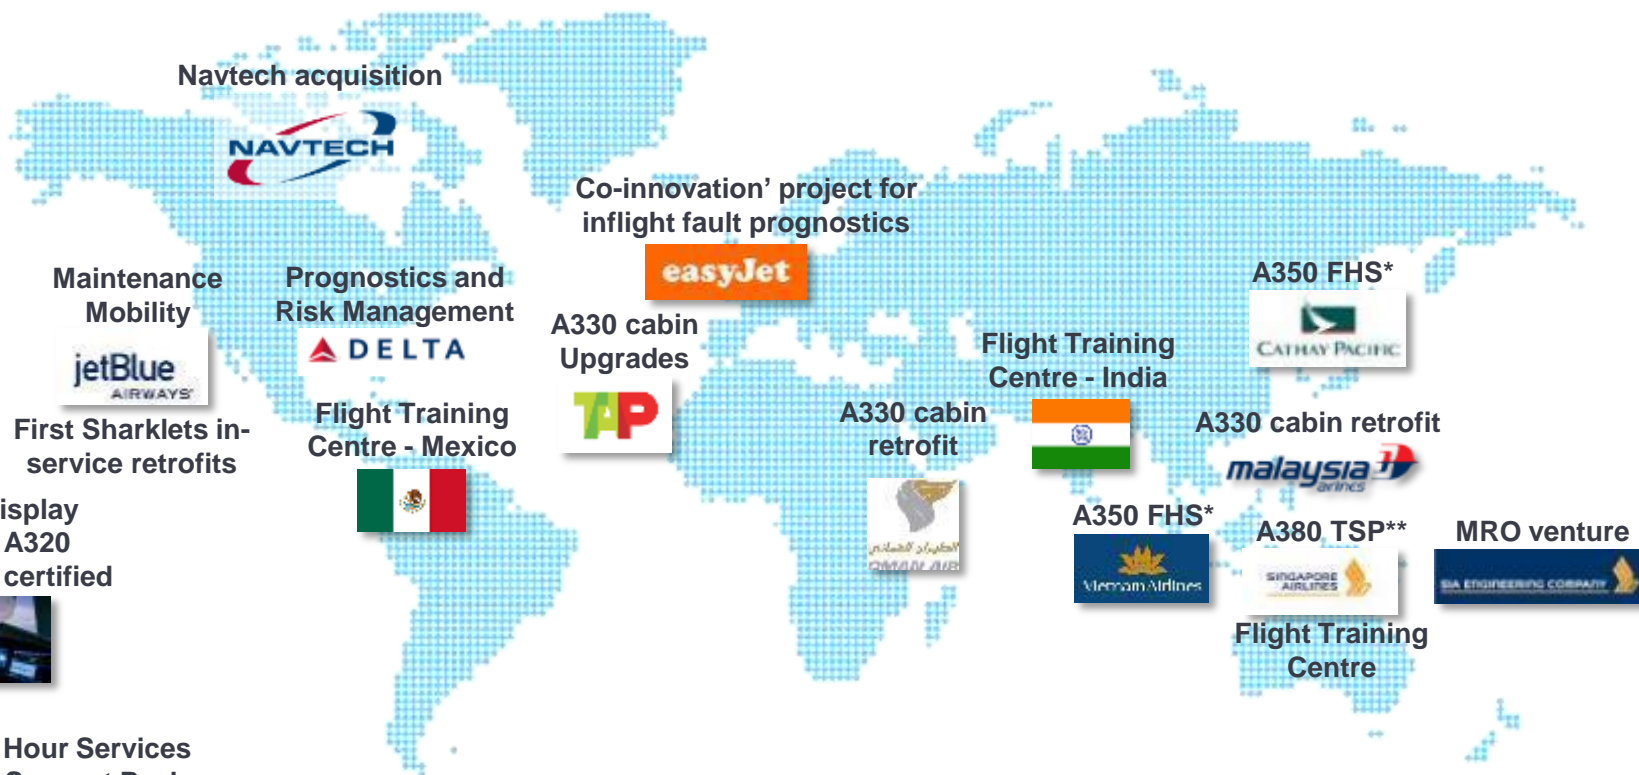 Navtech acquisition
NAVTECH
Co-innovation’ project for
inflight fault prognostics
easyJet
Maintenance
Mobility
jetBlue
AIRWAYS
First Sharklets in-
service retrofits
Prognostics and
Risk Management
DELTA
Flight Training
Centre - Mexico
A330 cabin
Upgrades
TAP
A330 cabin
retrofit
الطيران العماني
OMAN AIR
Flight Training
Centre - India
A350 FHS*
CATHAY PACIFIC
A330 cabin retrofit
malaysia
airlines
A350 FHS*
Vietnam Airlines
A380 TSP**
SINGAPORE
AIRLINES
Flight Training
Centre
MRO venture
SIA ENGINEERING COMPANY
isplay
A320
certified
Hour Services